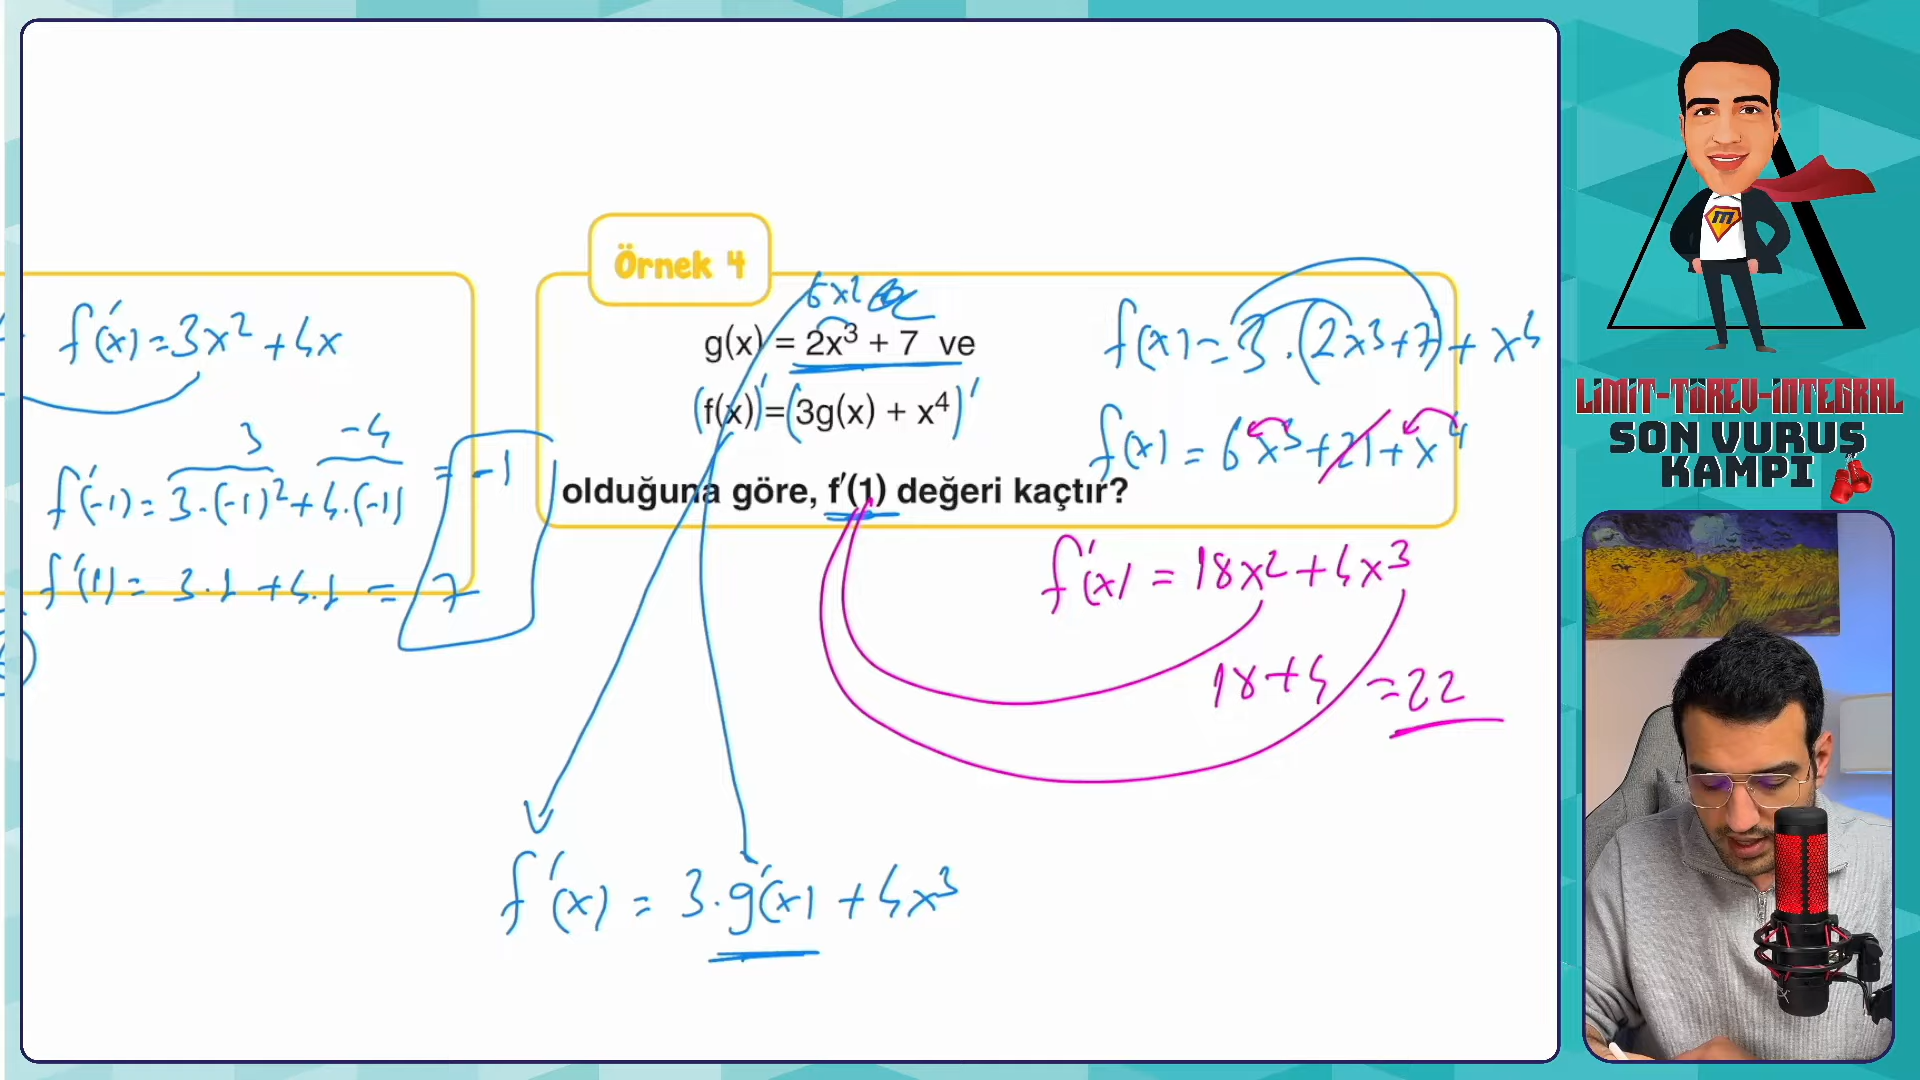 f'(x) = 3x² + 4x
3 -4
f'(-1) = 3.(-1)² + 4.(-1) = -1
f'(1) = 3.1 + 4.1 = 7
Örnek 4
6x²
g(x) = 2x³ + 7 ve
(f(x))' = (3g(x) + x⁴)'
olduğuna göre, f'(1) değeri kaçtır?
f(x) = 3.(2x³+7) + x⁴
f(x) = 6x³ + 21 + x⁴
f'(x) = 18x² + 4x³
18 + 4 = 22
f'(x) = 3.g'(x) + 4x³
m
LİMİT-TÜREV-İNTEGRAL
SON VURUŞ
KAMPI